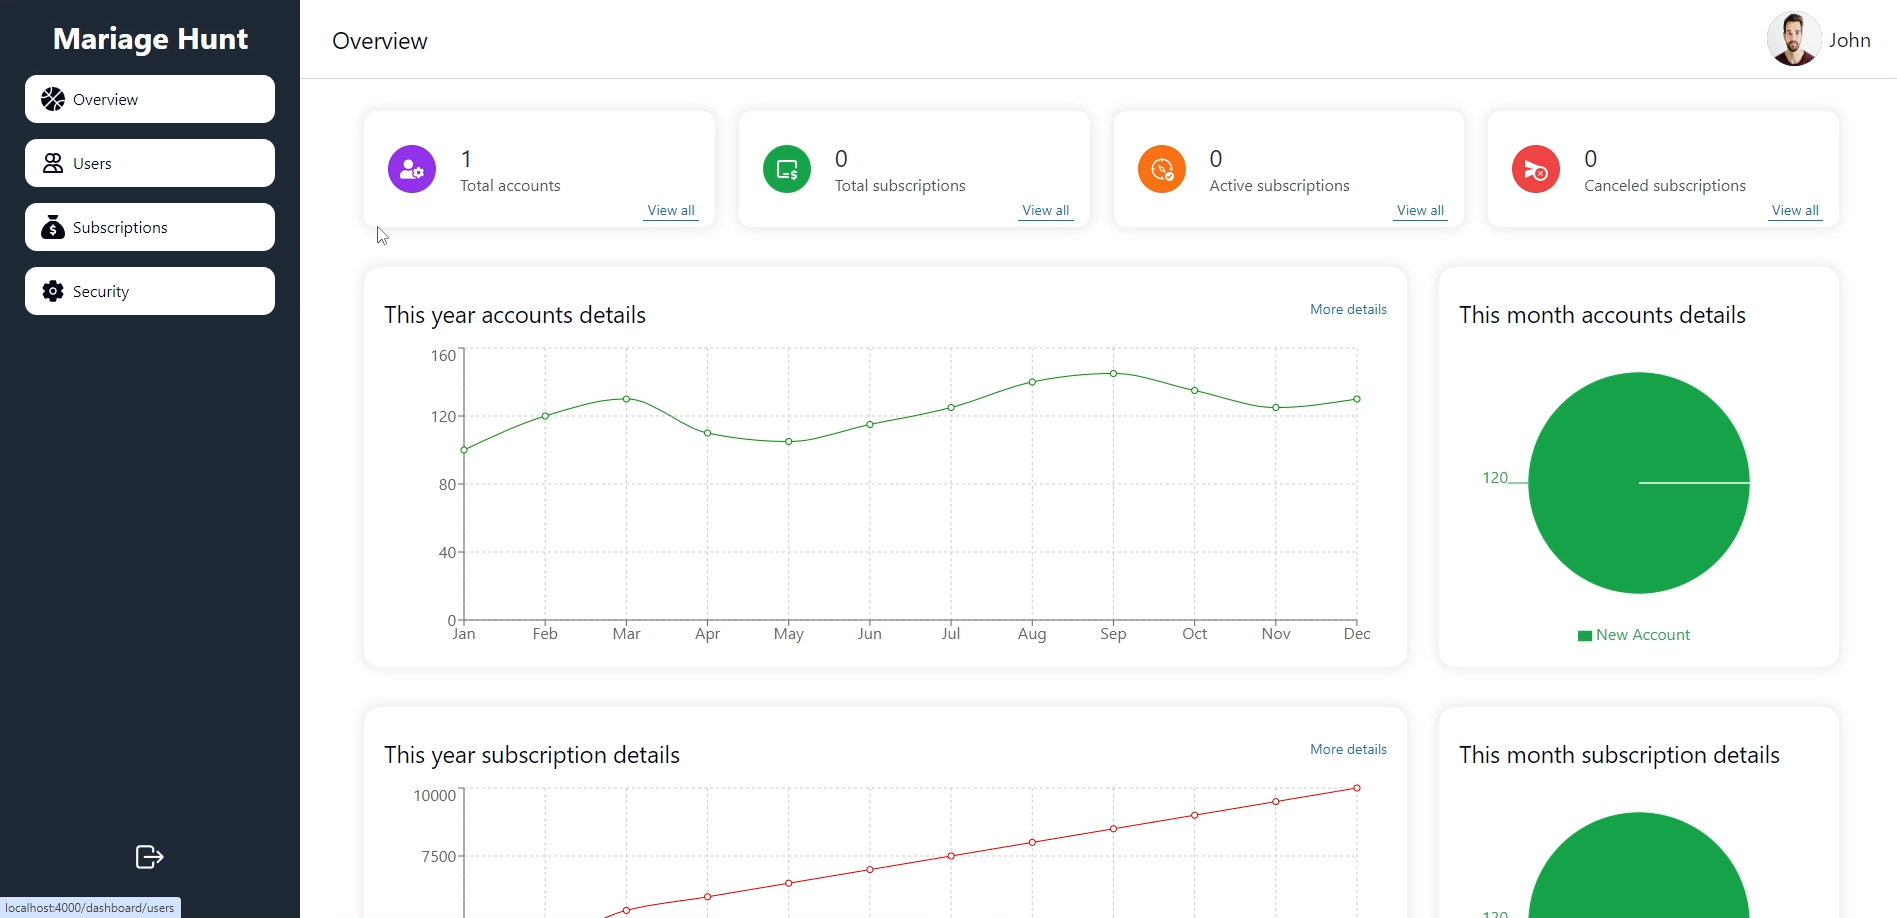 Mariage Hunt
Overview
Users
Subscriptions
Security
localhost:4000/dashboard/users
Overview
John
1
Total accounts
View all
0
Total subscriptions
View all
0
Active subscriptions
View all
0
Canceled subscriptions
View all
This year accounts details
More details
160
120
80
40
0
Jan Feb Mar Apr May Jun Jul Aug Sep Oct Nov Dec
This month accounts details
120
New Account
This year subscription details
More details
10000
7500
This month subscription details
120